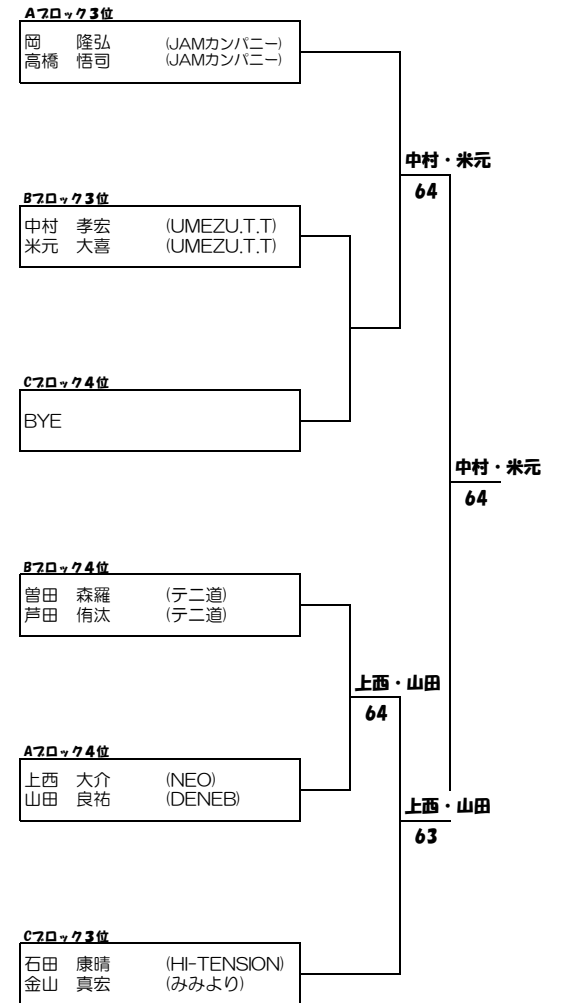 Aブロック3位
岡　隆弘　(JAMカンパニー)
高橋　悟司　(JAMカンパニー)
中村・米元
64
Bブロック3位
中村　孝宏　(UMEZU.T.T)
米元　大喜　(UMEZU.T.T)
Cブロック4位
BYE
中村・米元
64
Bブロック4位
曽田　森羅　(テニ道)
芦田　侑汰　(テニ道)
上西・山田
64
Aブロック4位
上西　大介　(NEO)
山田　良祐　(DENEB)
上西・山田
63
Cブロック3位
石田　康晴　(HI-TENSION)
金山　真宏　(みみより)